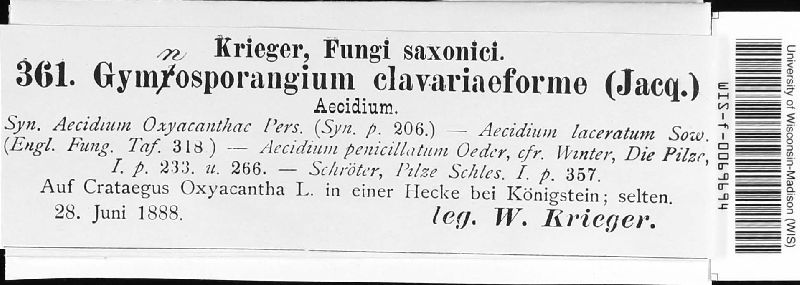 Krieger, Fungi saxonici.
n
361. Gymtosporangium clavariaeforme (Jacq.)
Aecidium.
Syn. Aecidium Oxyacanthae Pers. (Syn. p. 206.) — Aecidium laceratum Sow.
(Engl. Fung. Taf. 318) — Aecidium penicillatum Oeder, cfr. Winter, Die Pilze,
I. p. 233. u. 266. — Schröter, Pilze Schles. I. p. 357.
Auf Crataegus Oxyacantha L. in einer Hecke bei Königstein; selten.
28. Juni 1888. leg. W. Krieger.
WIS-f-0069694
University of Wisconsin-Madison (WIS)